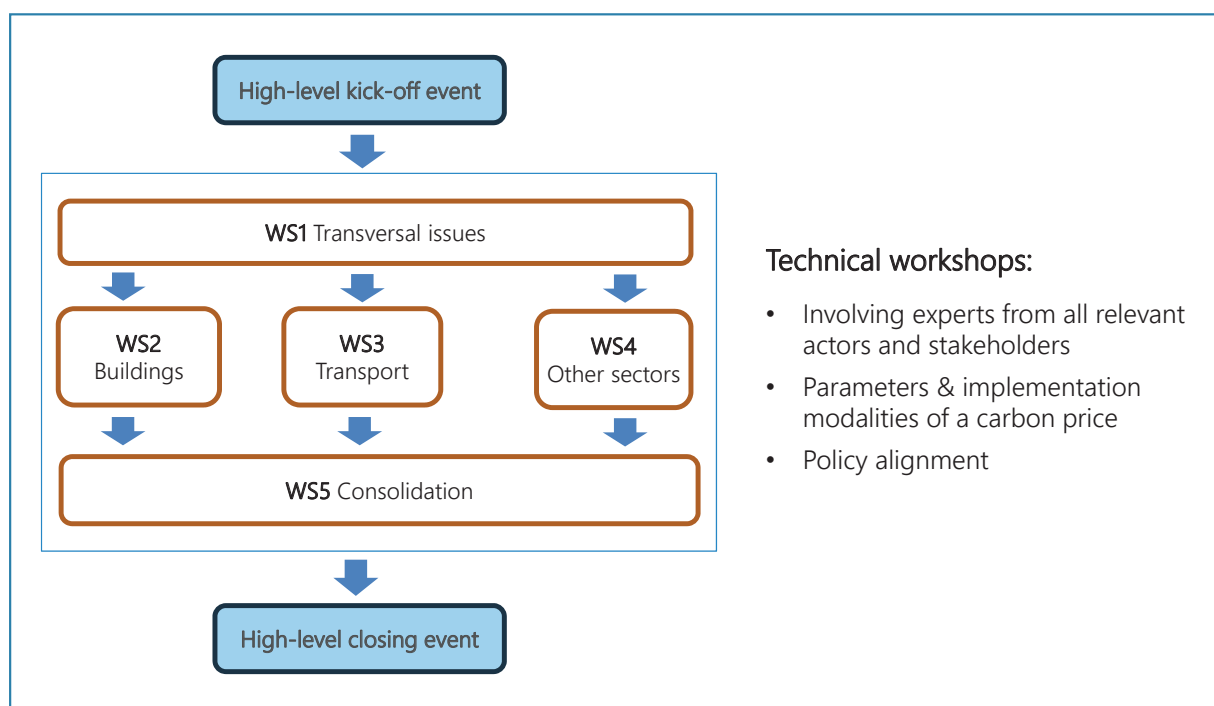 High-level kick-off event
WS1 Transversal issues
WS2
Buildings
WS3
Transport
WS4
Other sectors
WS5 Consolidation
High-level closing event
Technical workshops:
• Involving experts from all relevant
actors and stakeholders
• Parameters & implementation
modalities of a carbon price
• Policy alignment